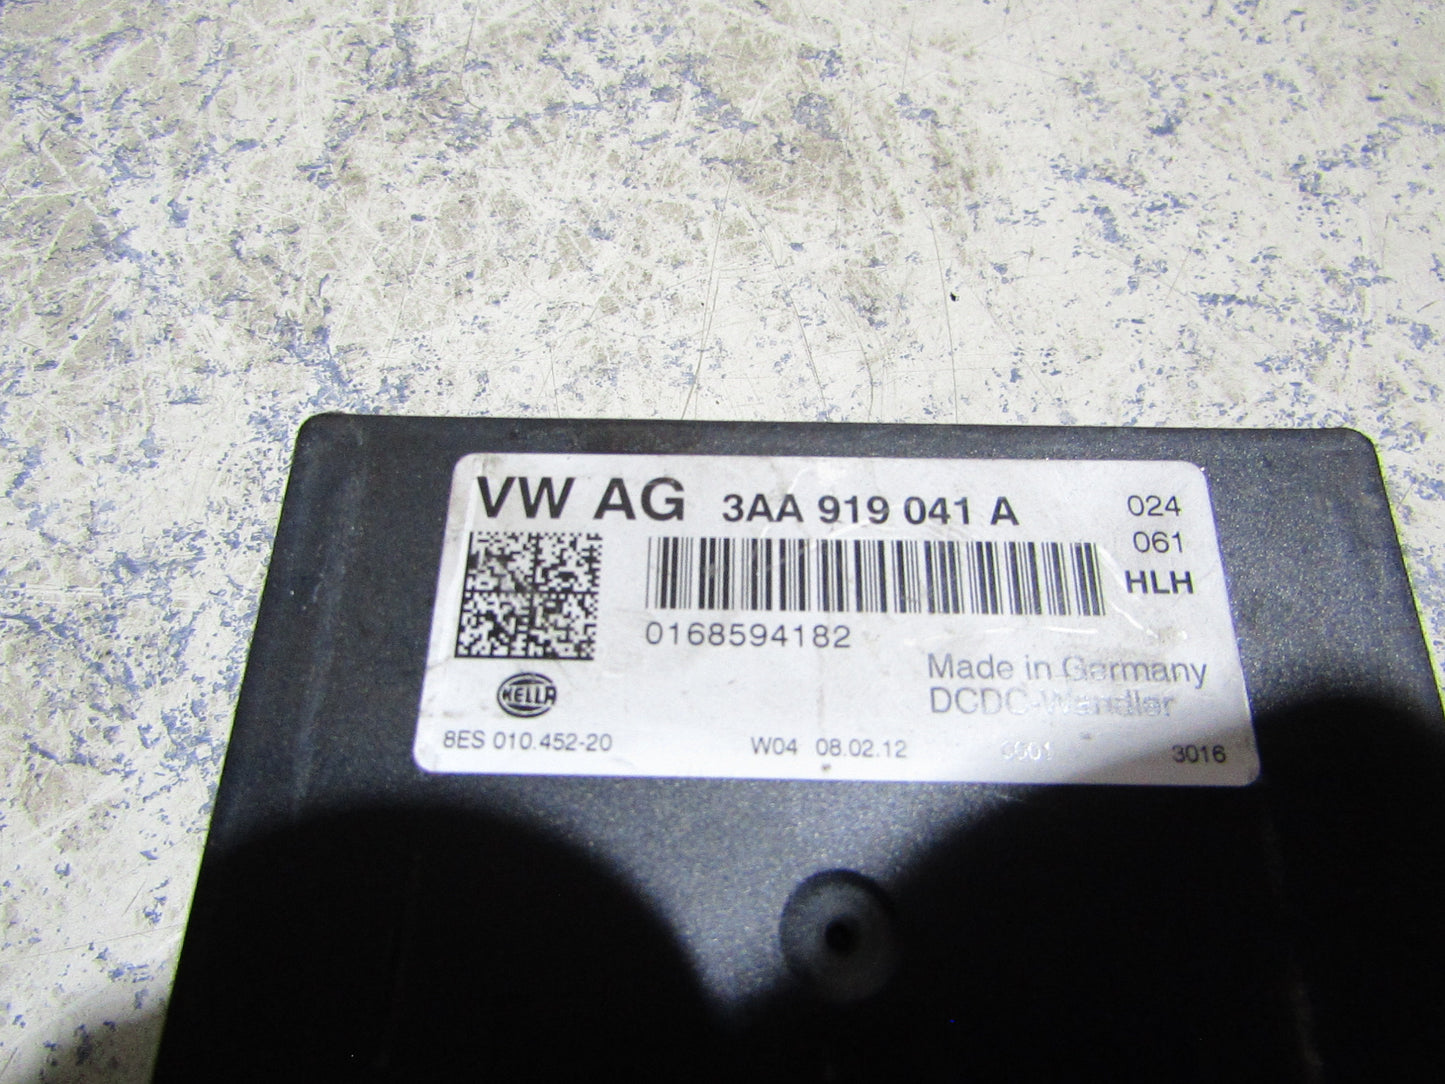 VW AG 3AA 919 041 A
024
061
HLH
0168594182
Made in Germany
DCDC-Wandler
HELLA
8ES 010.452-20 W04 08.02.12 0501 3016